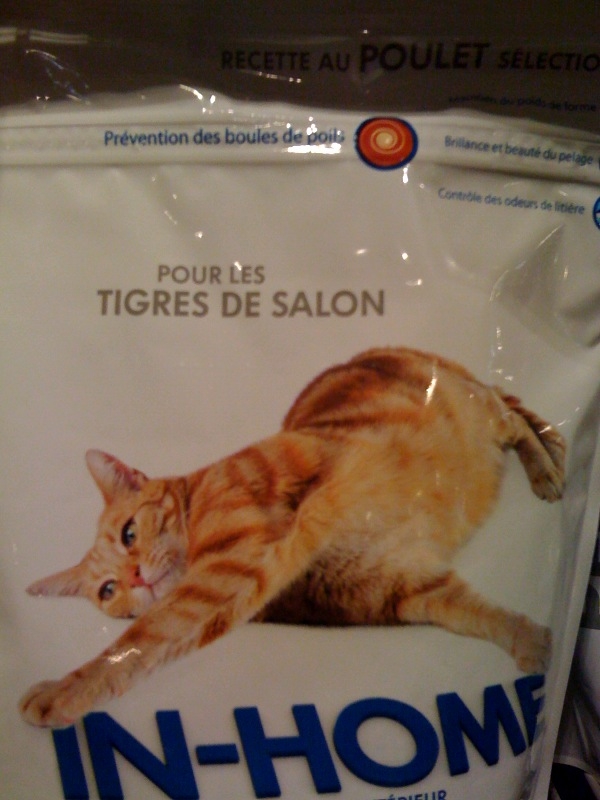 RECETTE AU POULET SÉLECTIO
Prévention des boules de poils
Brillance et beauté du pelage
Contrôle des odeurs de litière
POUR LES
TIGRES DE SALON
IN-HOME